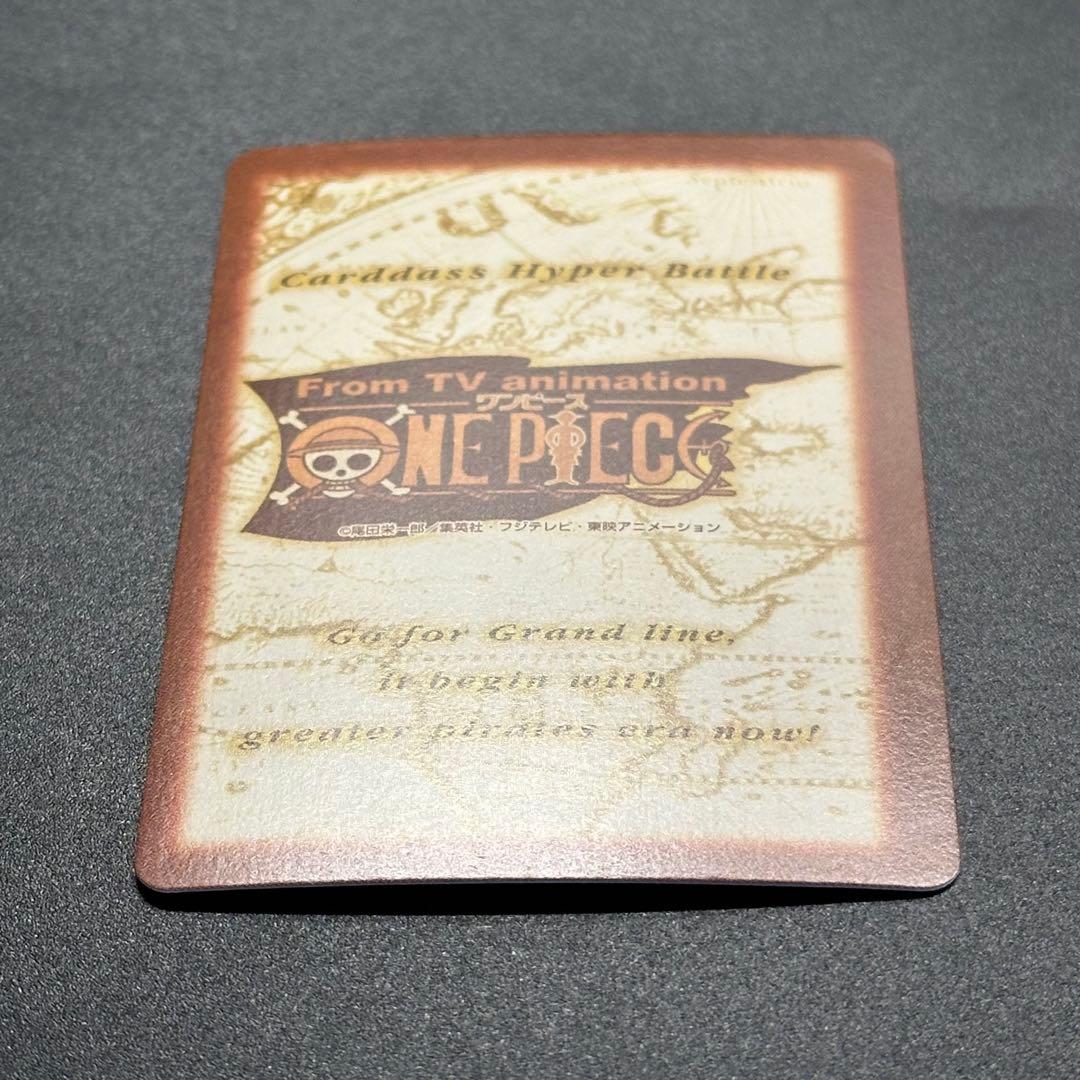 Septentrio
Carddass Hyper Battle
From TV animation
ワンピース
ONE PIECE
©尾田栄一郎／集英社・フジテレビ・東映アニメーション
Go for Grand line,
it begin with
greater pirates era now!